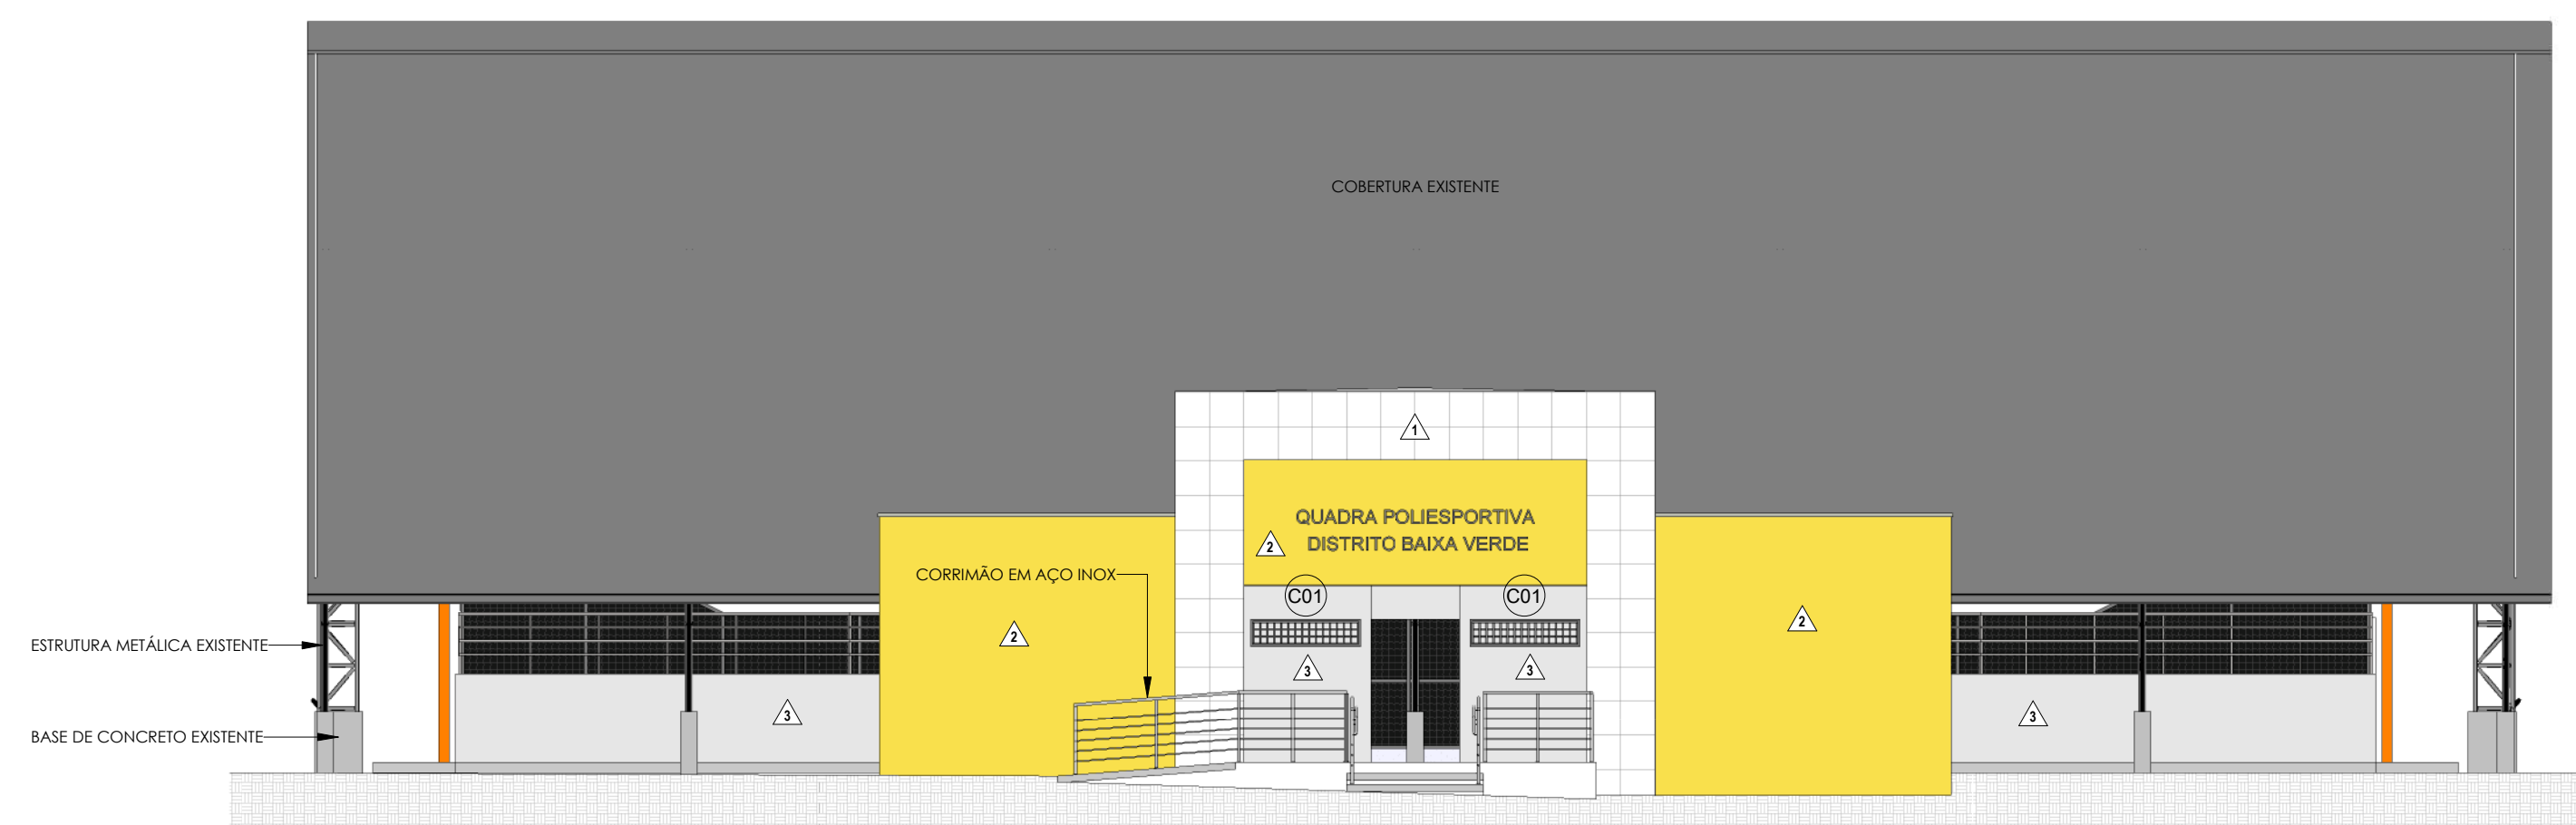 COBERTURA EXISTENTE
1
QUADRA POLIESPORTIVA
DISTRITO BAIXA VERDE
2
CORRIMÃO EM AÇO INOX
C01
C01
2
2
ESTRUTURA METÁLICA EXISTENTE
3
3
3
3
BASE DE CONCRETO EXISTENTE